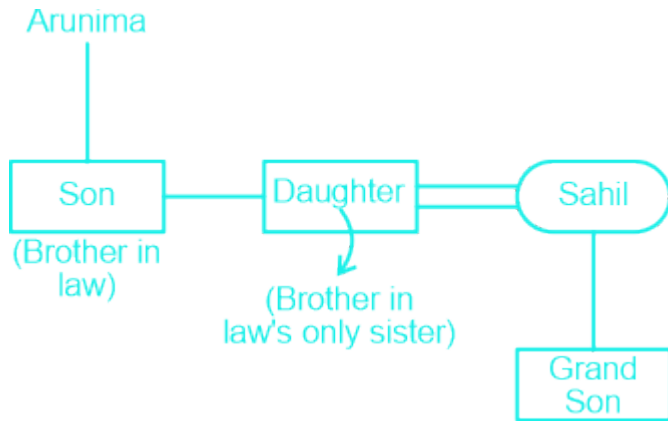 Arunima
Son
Daughter
Sahil
(Brother in
law)
(Brother in
law's only sister)
Grand
Son